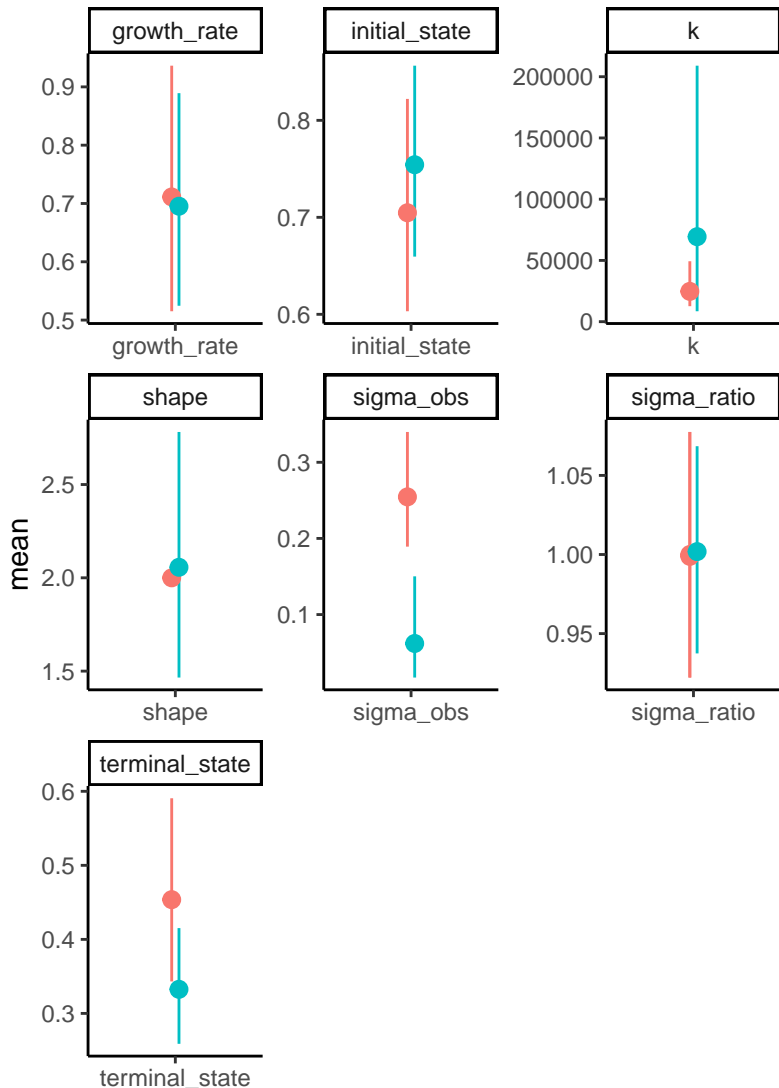 growth_rate
initial_state
k
0.9
0.8
0.7
0.6
0.5
growth_rate
0.8
0.7
0.6
initial_state
200000
150000
100000
50000
0
k
shape
sigma_obs
sigma_ratio
mean
2.5
2.0
1.5
shape
0.3
0.2
0.1
sigma_obs
1.05
1.00
0.95
sigma_ratio
terminal_state
0.6
0.5
0.4
0.3
terminal_state